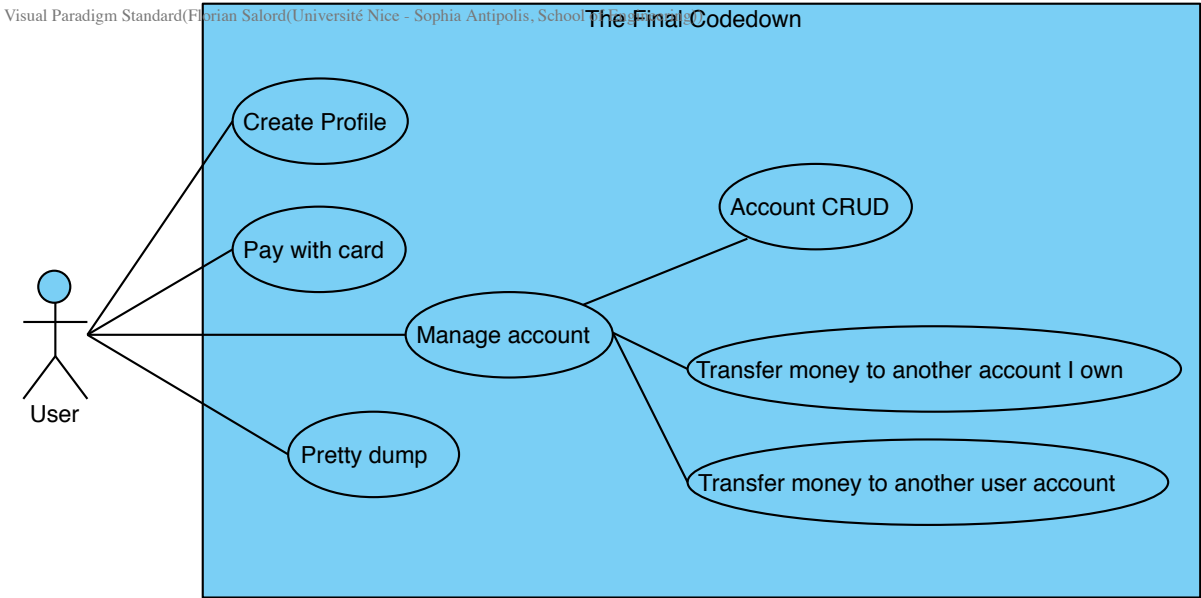 Visual Paradigm Standard(Florian Salord(Université Nice - Sophia Antipolis, School of Engineering))
The Final Codedown
Create Profile
Account CRUD
Pay with card
Manage account
Transfer money to another account I own
User
Pretty dump
Transfer money to another user account